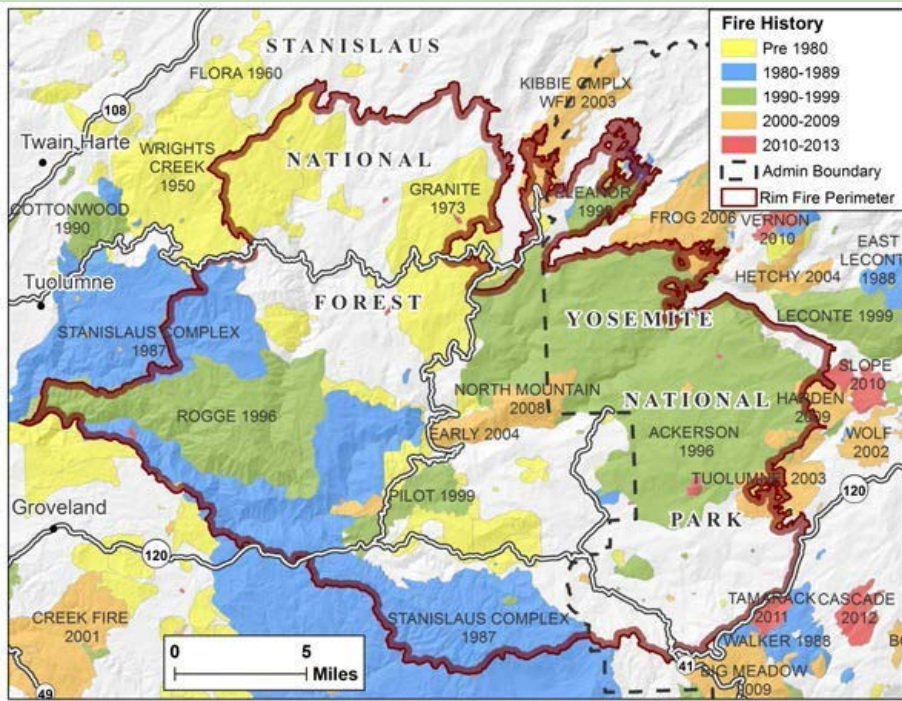 Fire History
Pre 1980
1980-1989
1990-1999
2000-2009
2010-2013
Admin Boundary
Rim Fire Perimeter
STANISLAUS
FLORA 1960
KIBBIE CMPLX
WFU 2003
108
Twain Harte
WRIGHTS
CREEK
1950
NATIONAL
GRANITE
1973
ELEANOR
COTTONWOOD
1990
FROG 2006
VERNON
2010
EAST
LECONT
1988
HETCHY 2004
Tuolumne
FOREST
YOSEMITE
LECONTE 1999
STANISLAUS COMPLEX
1987
SLOPE
2010
NORTH MOUNTAIN
2008
NATIONAL
HARDEN
2009
ROGGE 1996
EARLY 2004
ACKERSON
1996
WOLF
2002
TUOLUMNE 2003
PILOT 1999
120
Groveland
PARK
120
CREEK FIRE
2001
STANISLAUS COMPLEX
1987
TAMARACK
2011
CASCADE
2012
WALKER 1988
0 5
Miles
41
BIG MEADOW
2009
49